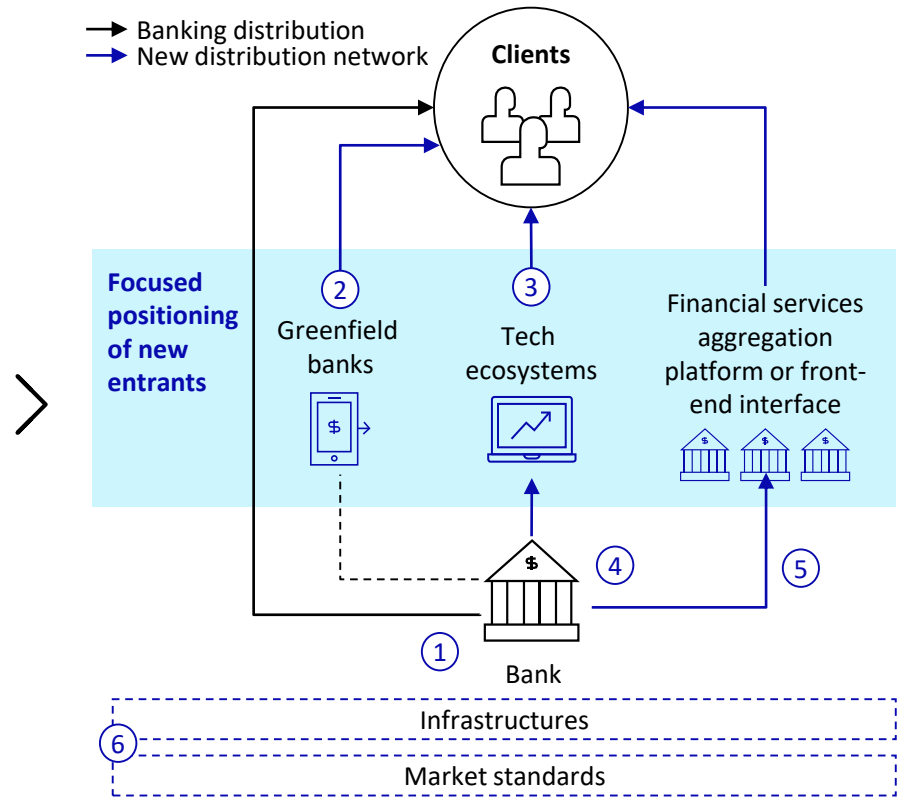 Banking distribution
New distribution network
Clients
Focused
positioning
of new
entrants
2
Greenfield
banks
$
3
Tech
ecosystems
Financial services
aggregation
platform or front-
end interface
$
$
$
$
4
5
1
Bank
6
Infrastructures
Market standards